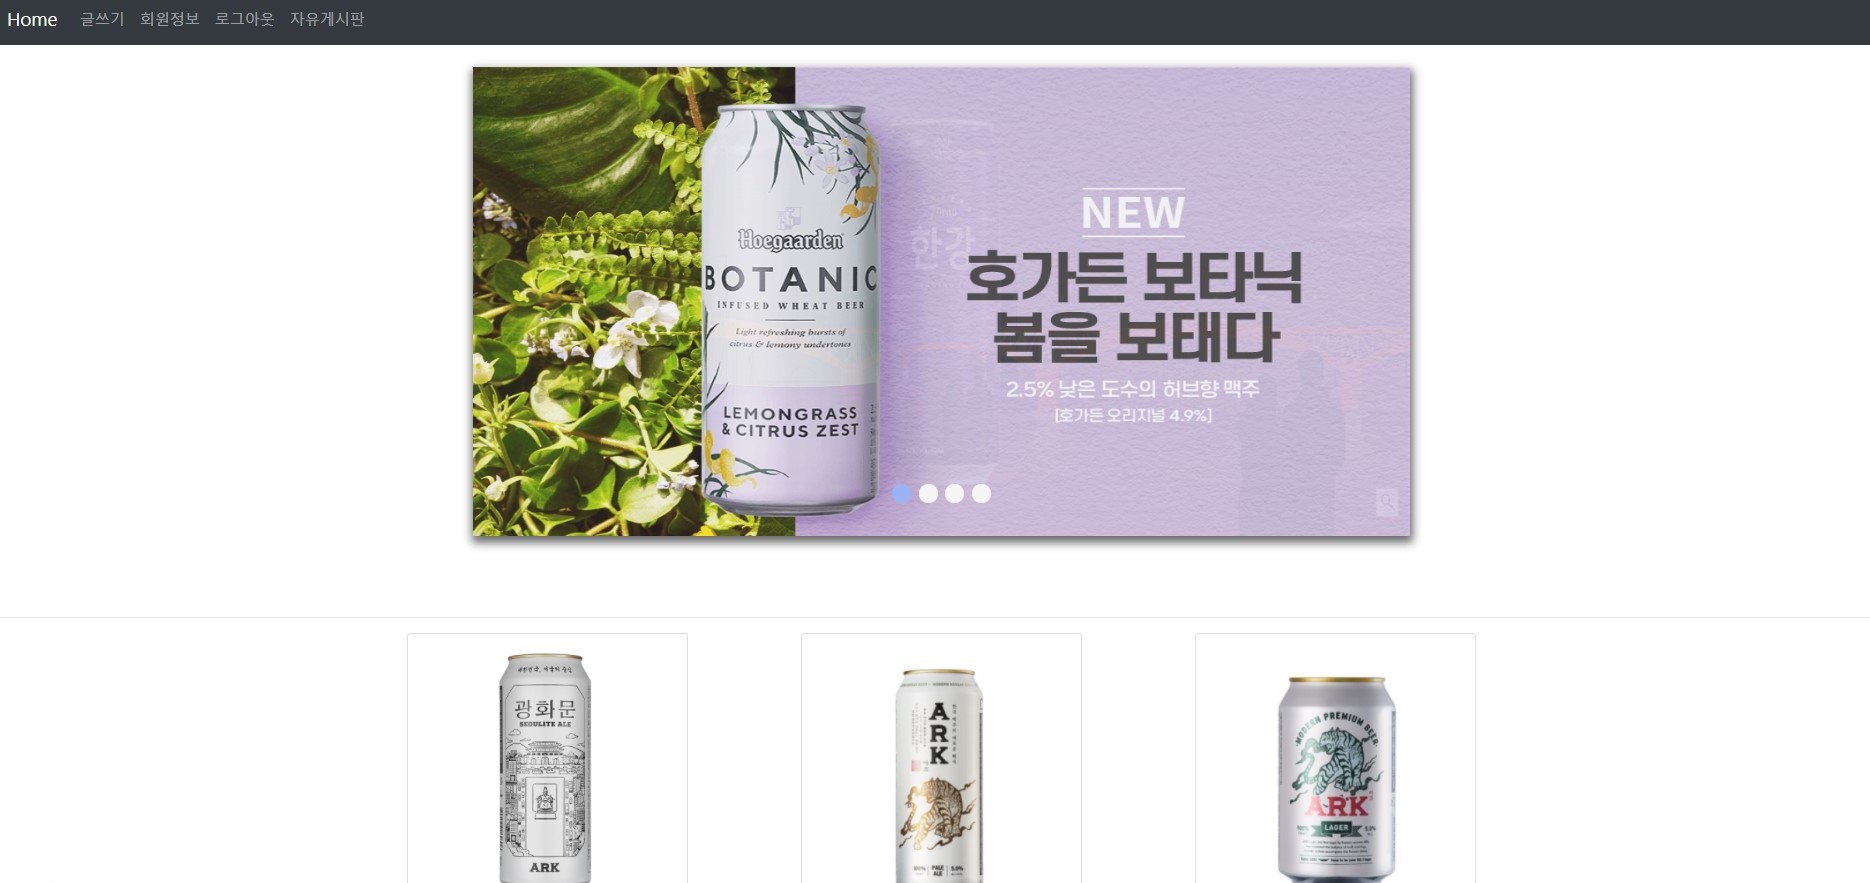 Home 글쓰기 회원정보 로그아웃 자유게시판
Hoegaarden
BOTANIC
INFUSED WHEAT BEER
Light refreshing bursts of
citrus & lemony undertones
LEMONGRASS
& CITRUS ZEST
한강
NEW
호가든 보타닉
봄을 보태다
2.5% 낮은 도수의 허브향 맥주
[호가든 오리지널 4.9%]
광화문
SEOULITE ALE
ARK
ARK
PALE
ALE
MODERN PREMIUM BEER
ARK
LAGER